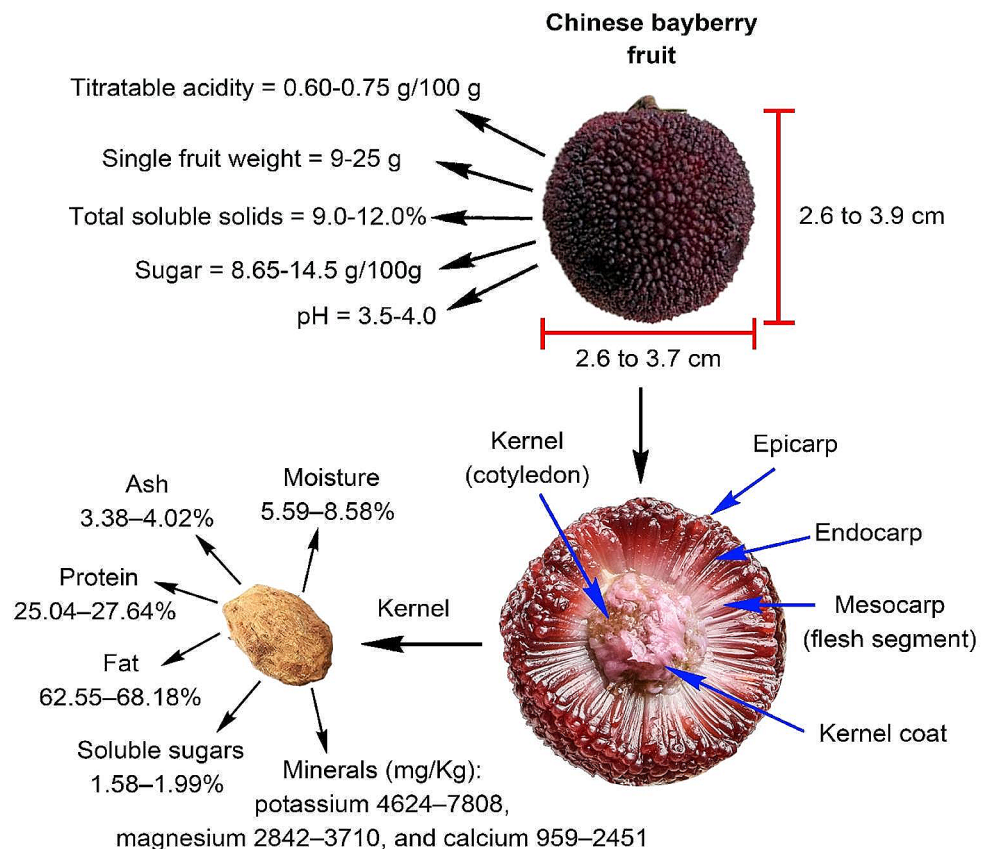 Chinese bayberry
fruit
Titratable acidity = 0.60-0.75 g/100 g
Single fruit weight = 9-25 g
Total soluble solids = 9.0-12.0%
Sugar = 8.65-14.5 g/100g
pH = 3.5-4.0
2.6 to 3.9 cm
2.6 to 3.7 cm
Kernel
(cotyledon)
Epicarp
Endocarp
Mesocarp
(flesh segment)
Kernel coat
Kernel
Moisture
5.59–8.58%
Ash
3.38–4.02%
Protein
25.04–27.64%
Fat
62.55–68.18%
Soluble sugars
1.58–1.99%
Minerals (mg/Kg):
potassium 4624–7808,
magnesium 2842–3710, and calcium 959–2451